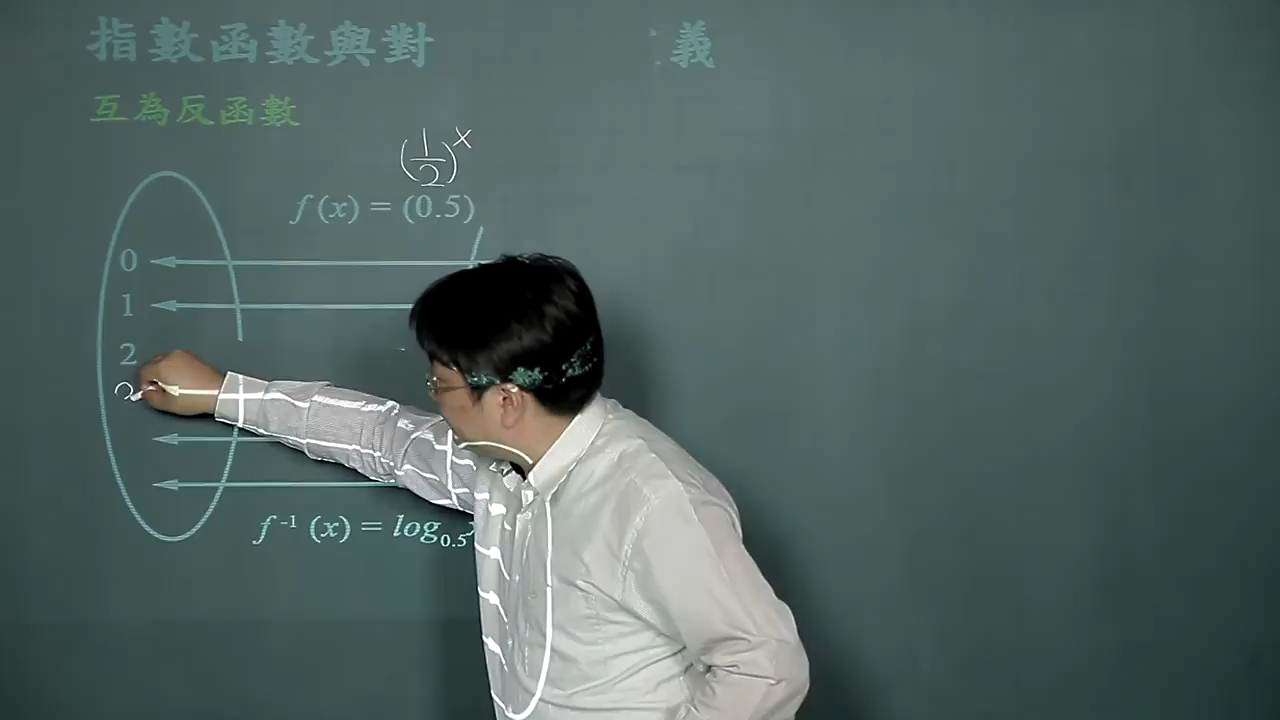 指數函數與對 義
互為反函數
(1/2)^x
f(x) = (0.5)
0
1
2
f⁻¹(x) = log₀.₅